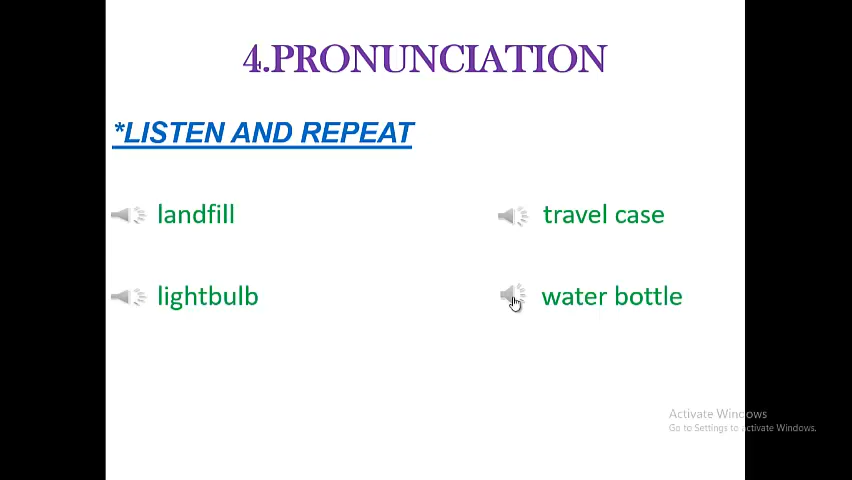 4.PRONUNCIATION
*LISTEN AND REPEAT
landfill
travel case
lightbulb
water bottle
Activate Windows
Go to Settings to Activate Windows.